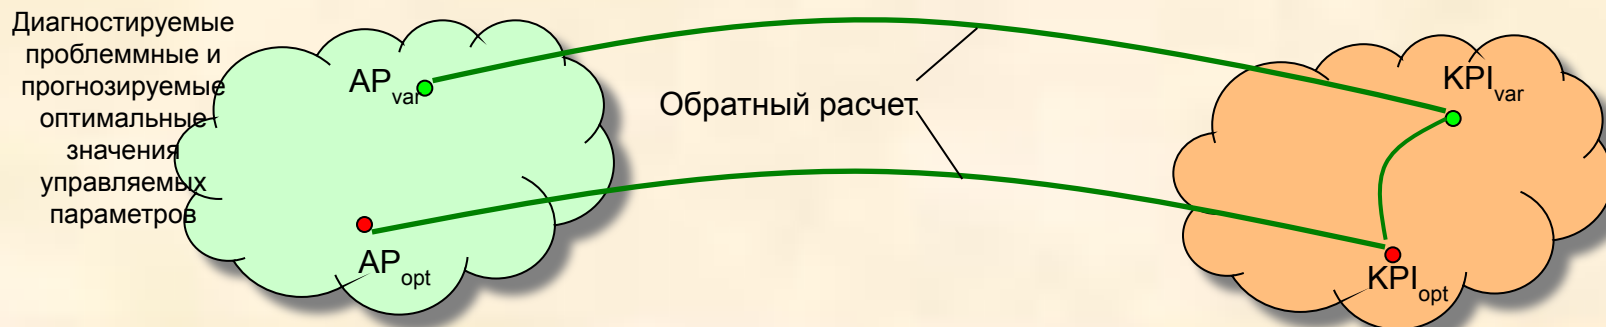 Диагностируемые
проблеммные и
прогнозируемые
оптимальные
значения
управляемых
параметров
AP var
AP opt
Обратный расчет
KPI var
KPI opt